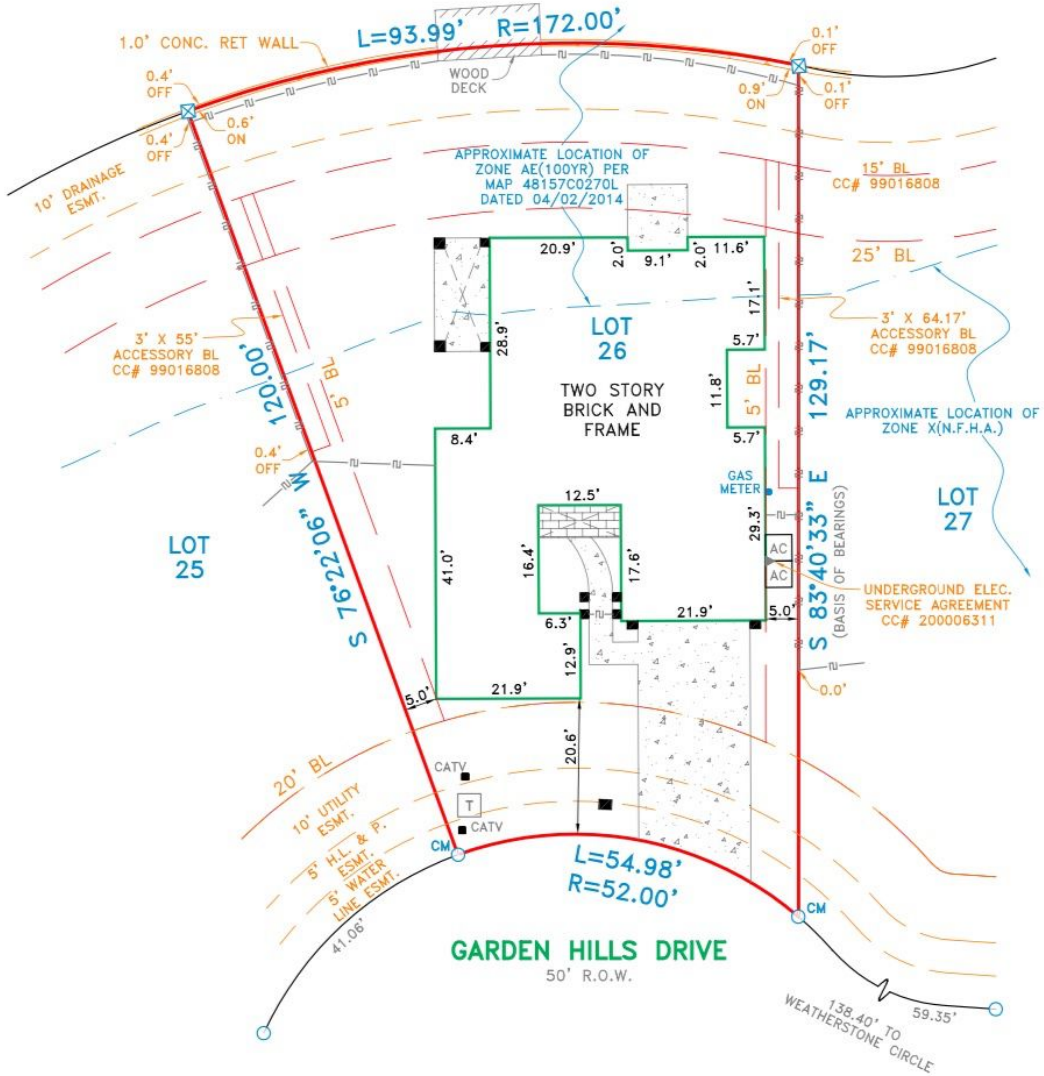 L=93.99' R=172.00'
1.0' CONC. RET WALL
0.1'
OFF
WOOD
DECK
0.4'
OFF
0.9'
ON
0.1'
OFF
0.6'
ON
0.4'
OFF
10' DRAINAGE
ESMT.
APPROXIMATE LOCATION OF
ZONE AE(100YR) PER
MAP 48157C0270L
DATED 04/02/2014
15' BL
CC# 99016808
20.9'
2.0'
9.1'
2.0'
11.6'
25' BL
17.1'
28.9'
LOT
26
3' X 55'
ACCESSORY BL
CC# 99016808
3' X 64.17'
ACCESSORY BL
CC# 99016808
5.7'
TWO STORY
BRICK AND
FRAME
11.8'
5' BL
5' BL
120.00'
129.17'
APPROXIMATE LOCATION OF
ZONE X(N.F.H.A.)
8.4'
5.7'
0.4'
OFF
GAS
METER
12.5'
29.3'
LOT
27
LOT
25
S 76°22'06" W
41.0'
16.4'
17.6'
AC
AC
S 83°40'33" E
(BASIS OF BEARINGS)
UNDERGROUND ELEC.
SERVICE AGREEMENT
CC# 200006311
6.3'
21.9'
5.0'
12.9'
5.0'
21.9'
0.0'
20' BL
20.6'
CATV
T
CATV
10' UTILITY
ESMT.
5' H.L. & P.
ESMT.
5' WATER
LINE ESMT.
CM
L=54.98'
R=52.00'
CM
41.06'
GARDEN HILLS DRIVE
50' R.O.W.
138.40' TO
WEATHERSTONE CIRCLE
59.35'